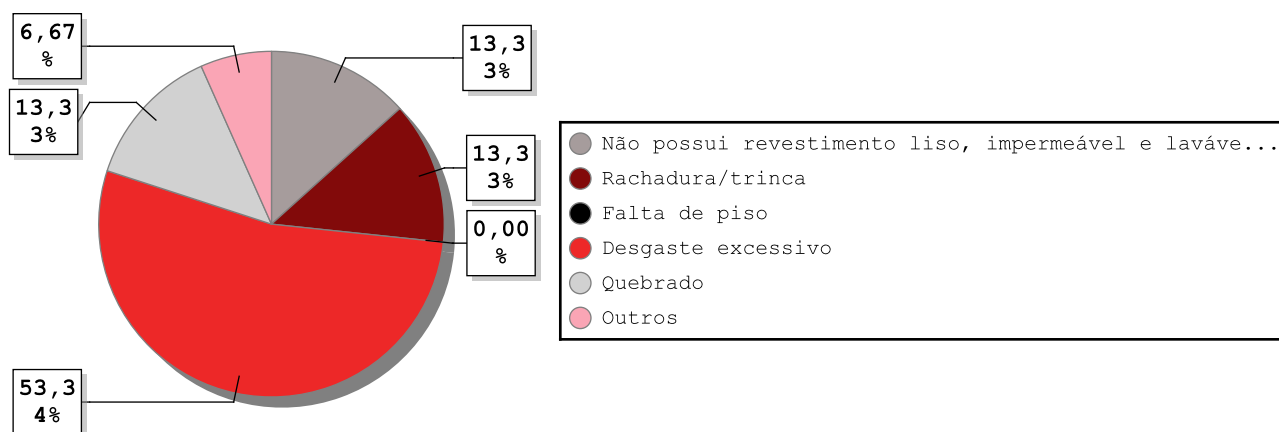 6,67
%
13,3
3%
13,3
3%
13,3
3%
0,00
%
53,3
4%
Não possui revestimento liso, impermeável e laváve...
Rachadura/trinca
Falta de piso
Desgaste excessivo
Quebrado
Outros